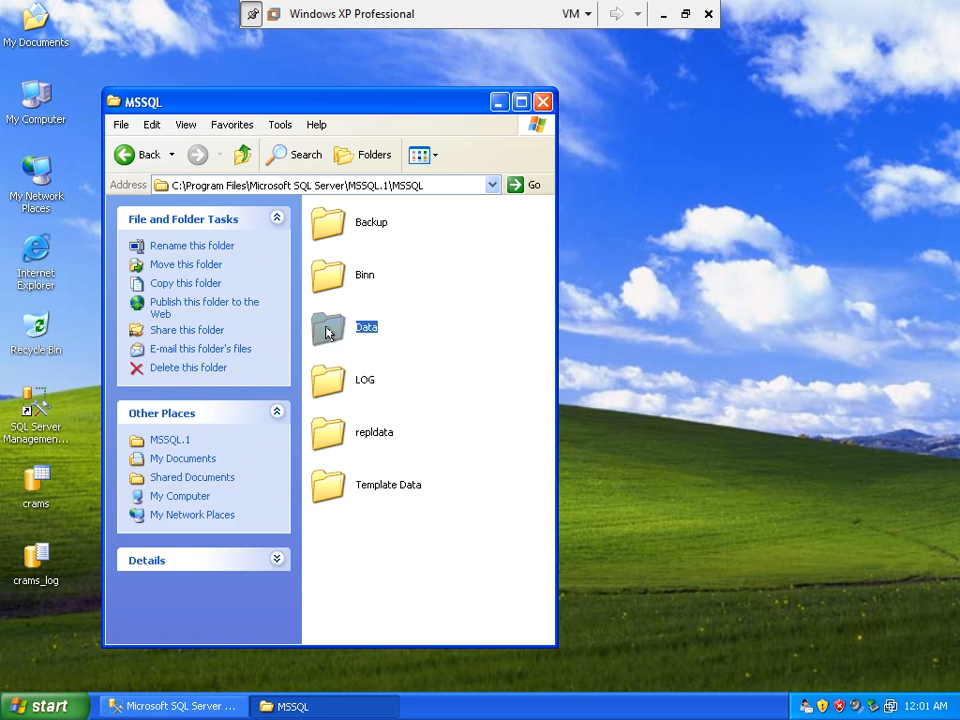 Windows XP Professional
VM
My Documents
My Computer
My Network
Places
Internet
Explorer
Recycle Bin
SQL Server
Managemen...
crams
crams_log
MSSQL
File Edit View Favorites Tools Help
Back Search Folders
Address C:\Program Files\Microsoft SQL Server\MSSQL.1\MSSQL Go
File and Folder Tasks
Rename this folder
Move this folder
Copy this folder
Publish this folder to the
Web
Share this folder
E-mail this folder's files
Delete this folder
Other Places
MSSQL.1
My Documents
Shared Documents
My Computer
My Network Places
Details
Backup
Binn
Data
LOG
repldata
Template Data
start Microsoft SQL Server ... MSSQL 12:01 AM